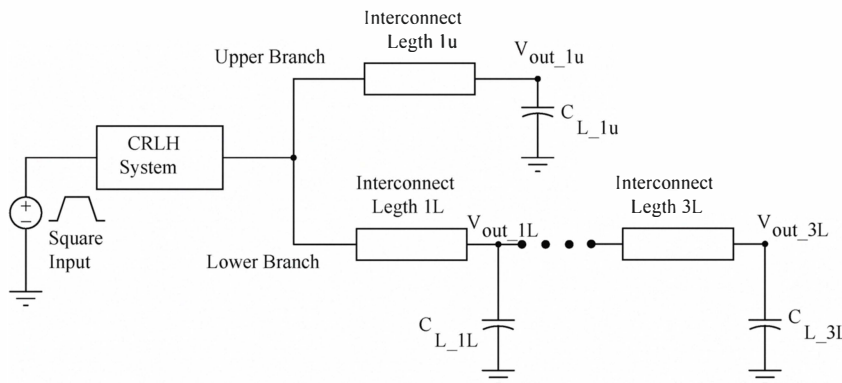 Interconnect
Legth 1u
Upper Branch
V out_1u
C L_1u
CRLH
System
+
−
Square
Input
Interconnect
Legth 1L
V out_1L
Interconnect
Legth 3L
V out_3L
Lower Branch
C L_1L
C L_3L